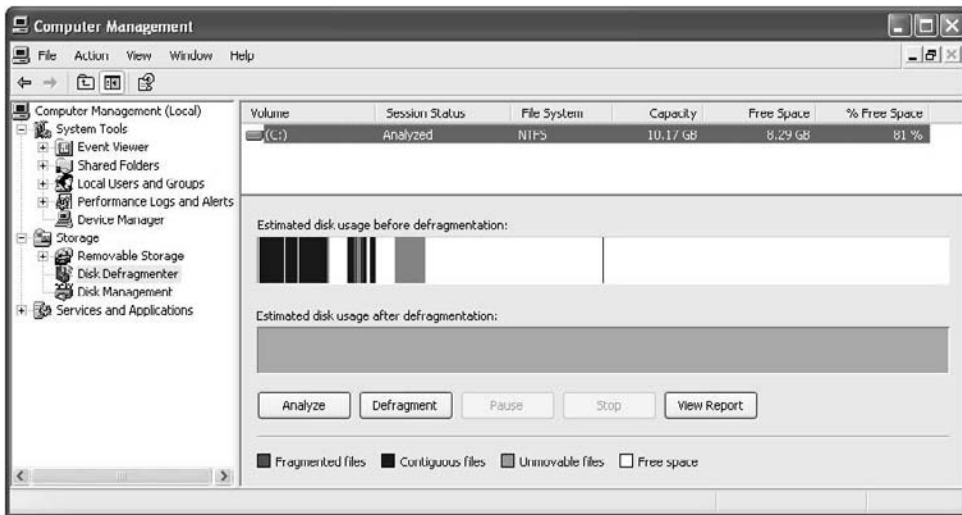 Computer Management
File Action View Window Help
Computer Management (Local)
System Tools
Event Viewer
Shared Folders
Local Users and Groups
Performance Logs and Alerts
Device Manager
Storage
Removable Storage
Disk Defragmenter
Disk Management
Services and Applications
Volume Session Status File System Capacity Free Space % Free Space
(C:) Analyzed NTFS 10.17 GB 8.29 GB 81 %
Estimated disk usage before defragmentation:
Estimated disk usage after defragmentation:
Analyze Defragment Pause Stop View Report
Fragmented files Contiguous files Unmovable files Free space